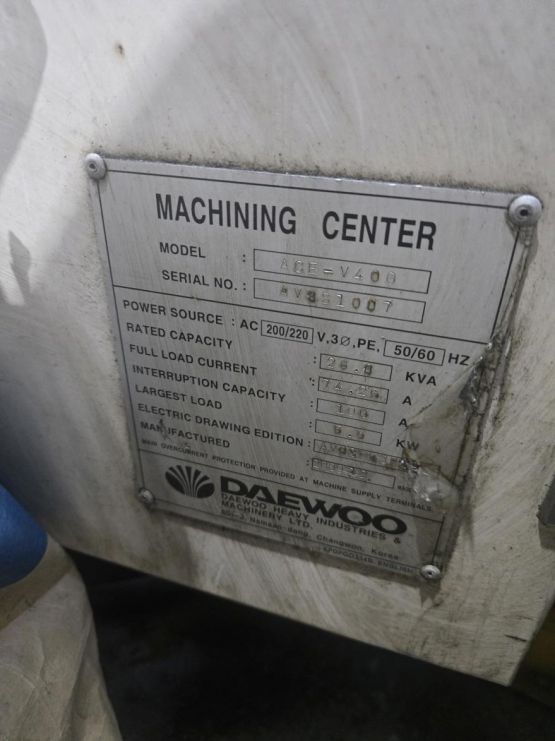 MACHINING CENTER
MODEL : ACE-V400
SERIAL NO. :
POWER SOURCE : AC 200/220 V,3Ø,PE, 50/60 HZ
RATED CAPACITY : KVA
FULL LOAD CURRENT : A
INTERRUPTION CAPACITY : A
LARGEST LOAD : KW
ELECTRIC DRAWING EDITION :
MANUFACTURED :
MAIN OVERCURRENT PROTECTION PROVIDED AT MACHINE SUPPLY TERMINALS.
DAEWOO
DAEWOO HEAVY INDUSTRIES &
MACHINERY LTD.
Changwon, Korea